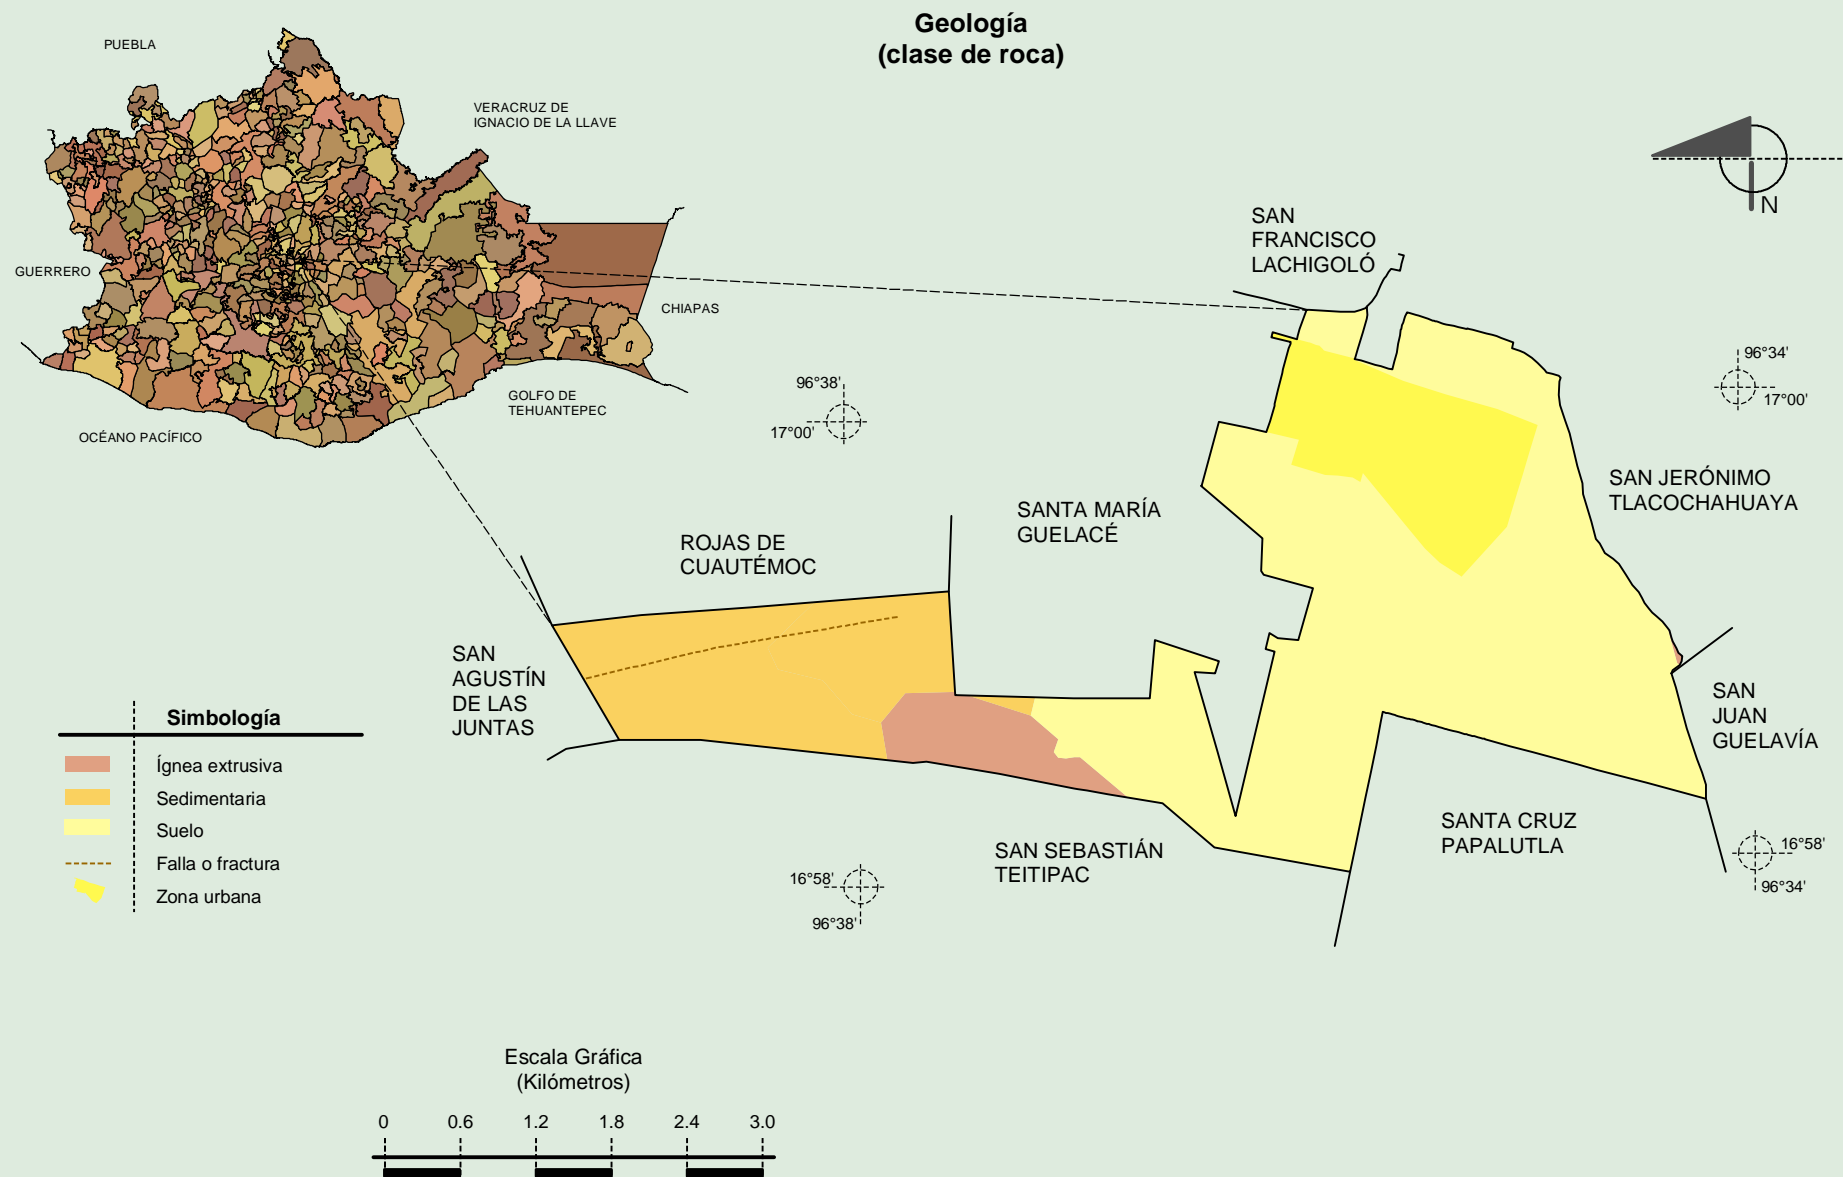 Geología
(clase de roca)
PUEBLA
VERACRUZ DE
IGNACIO DE LA LLAVE
GUERRERO
CHIAPAS
GOLFO DE
TEHUANTEPEC
OCÉANO PACÍFICO
N
SAN
FRANCISCO
LACHIGOLÓ
96°34'
17°00'
96°38'
17°00'
SAN JERÓNIMO
TLACOCHAHUAYA
SANTA MARÍA
GUELACÉ
ROJAS DE
CUAUTÉMOC
SAN
AGUSTÍN
DE LAS
JUNTAS
SAN
JUAN
GUELAVÍA
SANTA CRUZ
PAPALUTLA
SAN SEBASTIÁN
TEITIPAC
16°58'
96°34'
16°58'
96°38'
Simbología
Ígnea extrusiva
Sedimentaria
Suelo
Falla o fractura
Zona urbana
Escala Gráfica
(Kilómetros)
0 0.6 1.2 1.8 2.4 3.0